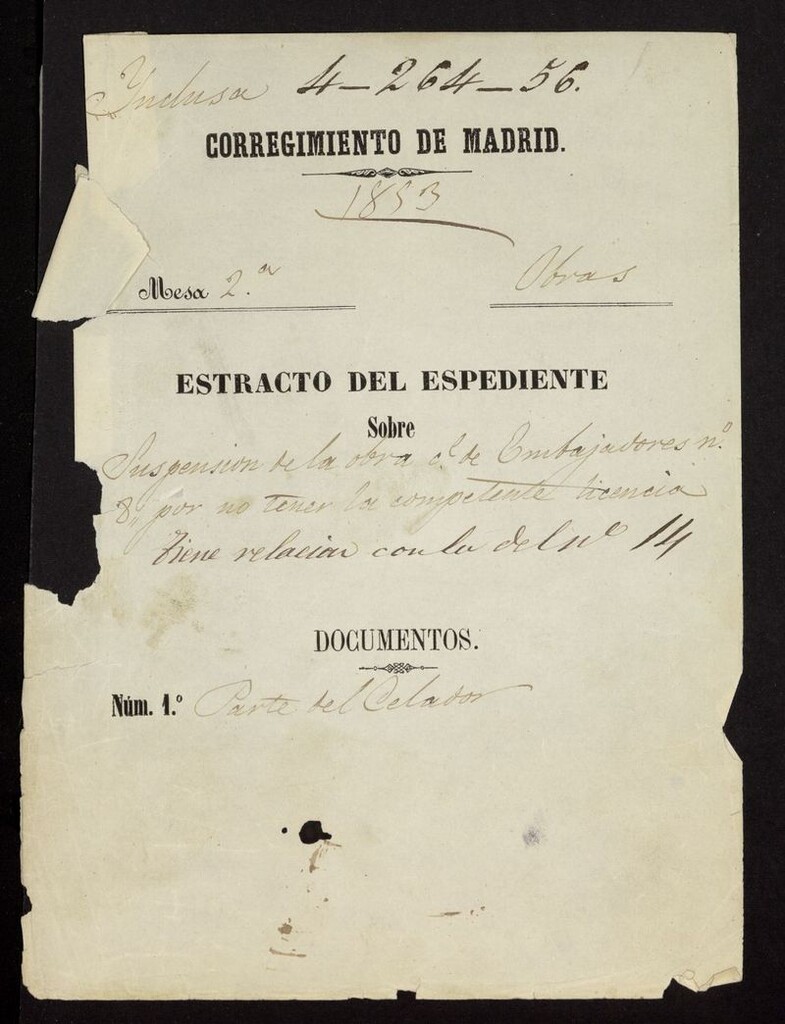 Ynclusa 4-264-56.
CORREGIMIENTO DE MADRID.
1853
Mesa 2.a
Obras
ESTRACTO DEL ESPEDIENTE
Sobre
Suspension de la obra c.e de Embajadores n.o
8,, por no tener la competente licencia
tiene relacion con la del n.o 14
DOCUMENTOS.
Núm. 1.º Parte del Celador